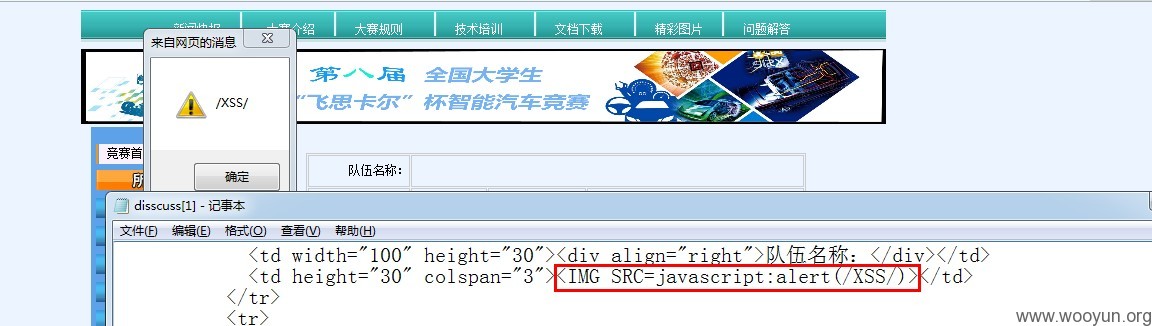 大赛介绍 大赛规则 技术培训 文档下载 精彩图片 问题解答
来自网页的消息
第八届 全国大学生
"飞思卡尔" 杯智能汽车竞赛
/XSS/
确定
竞赛首
所
队伍名称：
disscuss[1] - 记事本
文件(F) 编辑(E) 格式(O) 查看(V) 帮助(H)
<td width="100" height="30"><div align="right">队伍名称：</div></td>
<td height="30" colspan="3"><IMG SRC=javascript:alert(/XSS/)></td>
</tr>
<tr>
www.wooyun.org